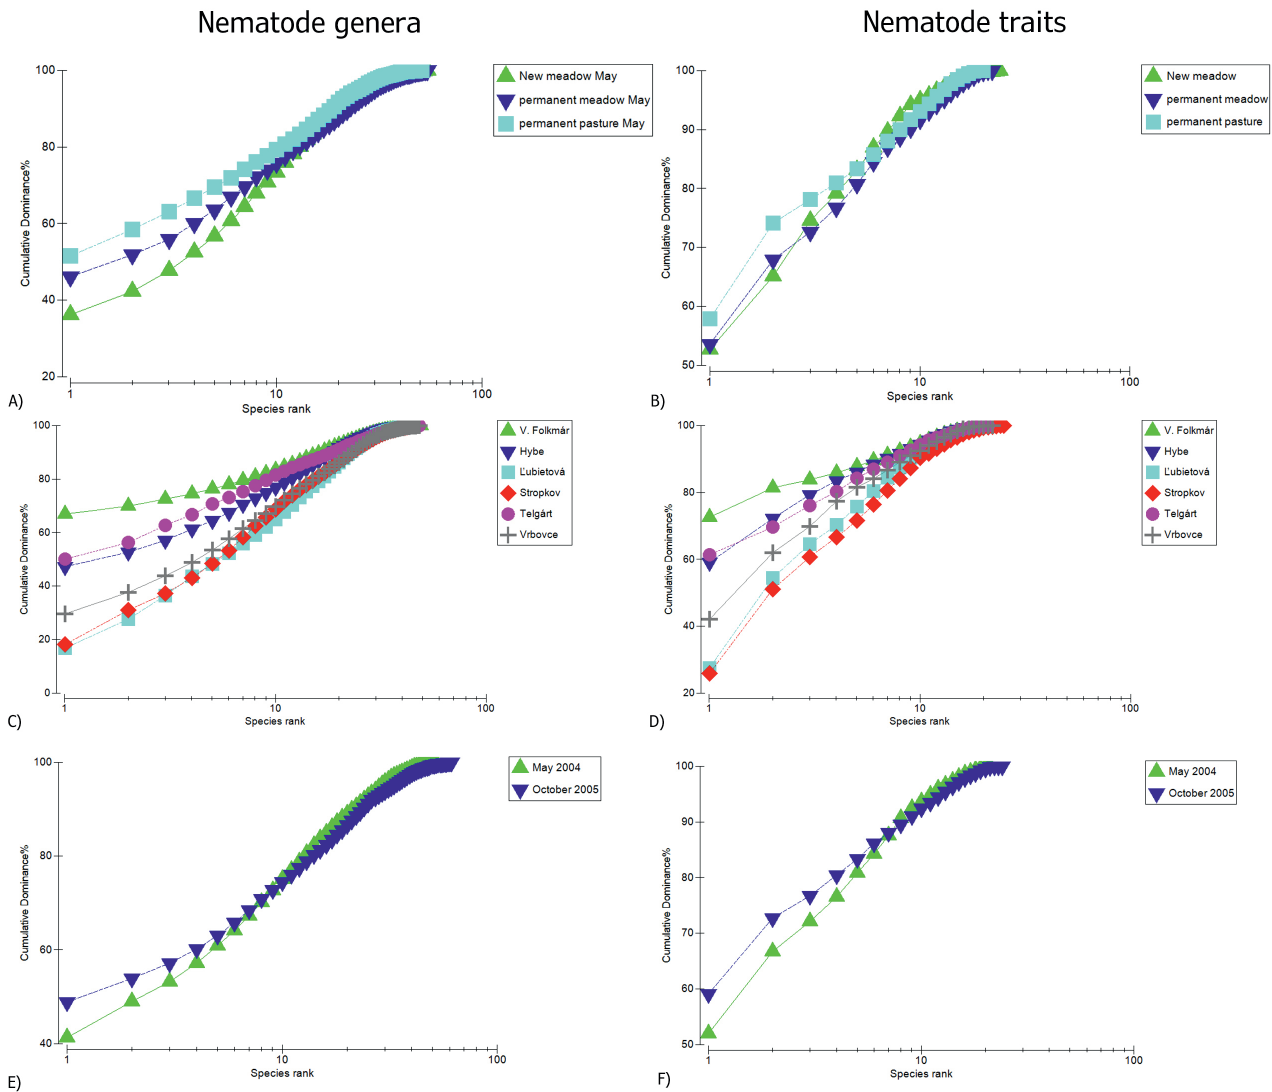 Nematode genera
Nematode traits
100
80
60
40
20
1
10
100
Cumulative Dominance%
Species rank
A)
New meadow May
permanent meadow May
permanent pasture May
100
90
80
70
60
50
1
10
100
Cumulative Dominance%
Species rank
B)
New meadow
permanent meadow
permanent pasture
100
80
60
40
20
0
1
10
100
Cumulative Dominance%
Species rank
C)
V. Folkmár
Hybe
Ľubietová
Stropkov
Telgárt
Vrbovce
100
80
60
40
20
1
10
100
Cumulative Dominance%
Species rank
D)
V. Folkmár
Hybe
Ľubietová
Stropkov
Telgárt
Vrbovce
100
80
60
40
1
10
100
Cumulative Dominance%
Species rank
E)
May 2004
October 2005
100
90
80
70
60
50
1
10
100
Cumulative Dominance%
Species rank
F)
May 2004
October 2005